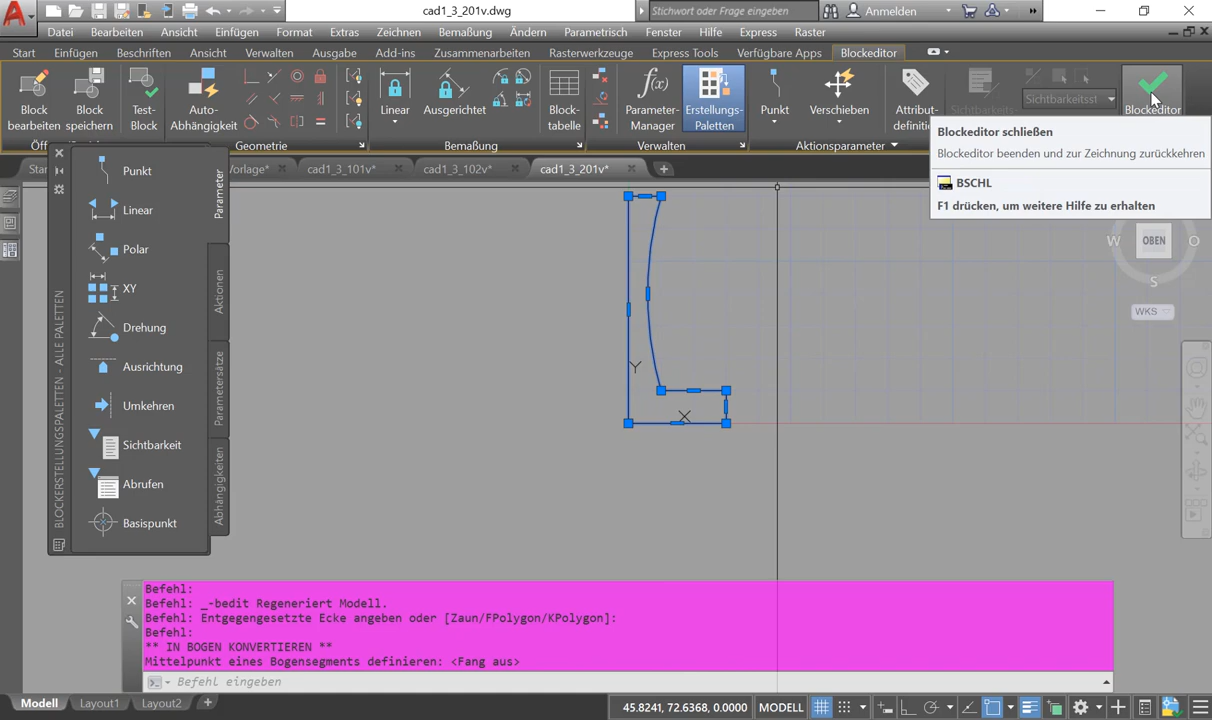 cad1_3_201v.dwg
Stichwort oder Frage eingeben
Anmelden
Datei Bearbeiten Ansicht Einfügen Format Extras Zeichnen Bemaßung Ändern Parametrisch Fenster Hilfe Express Raster
Start Einfügen Beschriften Ansicht Verwalten Ausgabe Add-ins Zusammenarbeiten Rasterwerkzeuge Express Tools Verfügbare Apps Blockeditor
Block bearbeiten
Block speichern
Test-Block
Auto-Abhängigkeit
Geometrie
Linear
Ausgerichtet
Block-tabelle
Bemaßung
Parameter-Manager
Erstellungs-Paletten
Verwalten
Punkt
Verschieben
Attribut-definiti
Aktionsparameter
Sichtbarkeitsst
Blockeditor
Blockeditor schließen
Blockeditor beenden und zur Zeichnung zurückkehren
BSCHL
F1 drücken, um weitere Hilfe zu erhalten
Star
Vorlage*
cad1_3_101v*
cad1_3_102v*
cad1_3_201v*
BLOCKERSTELLUNGSPALETTEN - ALLE PALETTEN
Punkt
Linear
Polar
XY
Drehung
Ausrichtung
Umkehren
Sichtbarkeit
Abrufen
Basispunkt
Parameter
Aktionen
Parametersätze
Abhängigkeiten
Y
X
W
OBEN
O
S
WKS
Befehl:
Befehl: _-bedit Regeneriert Modell.
Befehl: Entgegengesetzte Ecke angeben oder [Zaun/FPolygon/KPolygon]:
Befehl:
** IN BOGEN KONVERTIEREN **
Mittelpunkt eines Bogensegments definieren: <Fang aus>
Befehl eingeben
Modell Layout1 Layout2
45.8241, 72.6368, 0.0000 MODELL